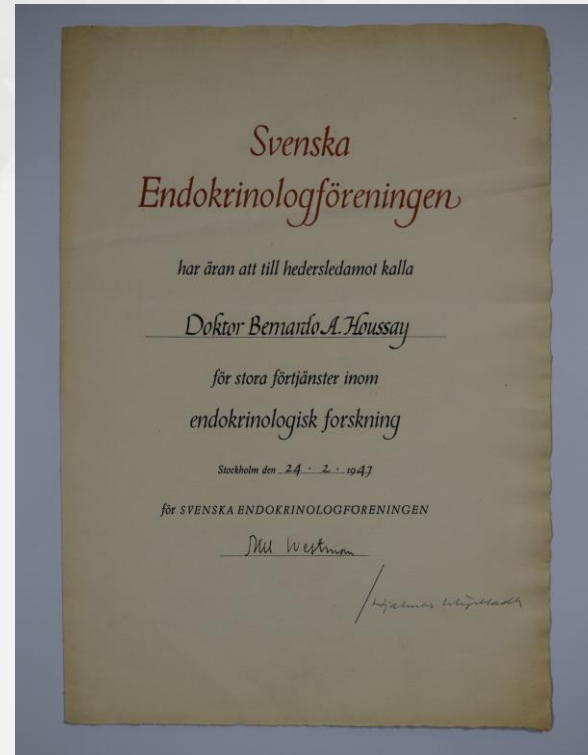 Svenska
Endokrinologföreningen
har äran att till hedersledamot kalla
Doktor Bernardo A. Houssay
för stora förtjänster inom
endokrinologisk forskning
Stockholm den 24 · 2 · 1947
för SVENSKA ENDOKRINOLOGFÖRENINGEN
Westman
Hjalmar